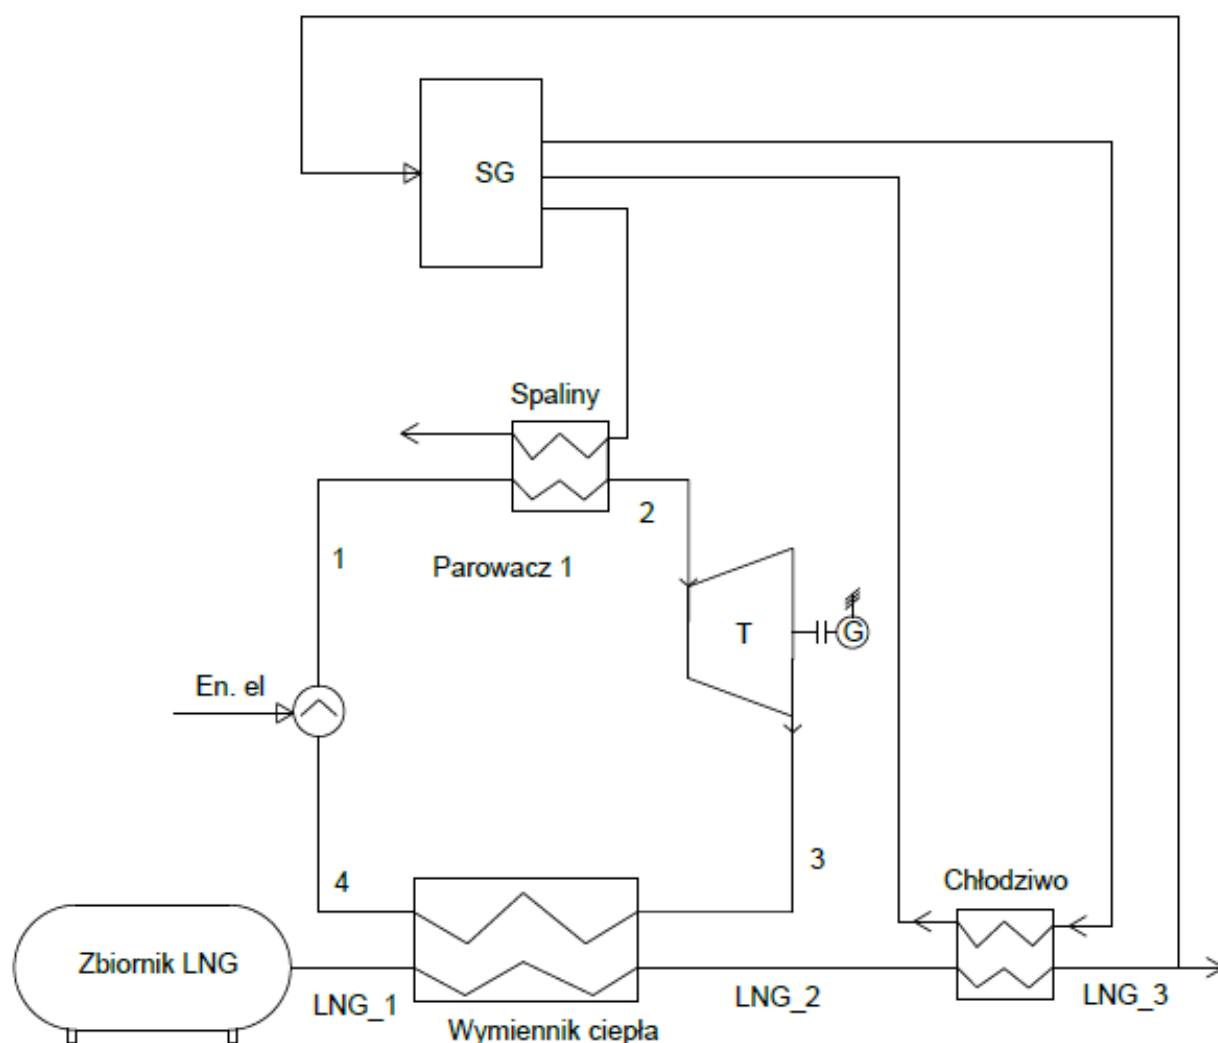 SG
Spaliny
2
1
Parowacz 1
T
G
En. el
3
4
Chłodziwo
Zbiornik LNG
LNG_1
LNG_2
LNG_3
Wymiennik ciepła